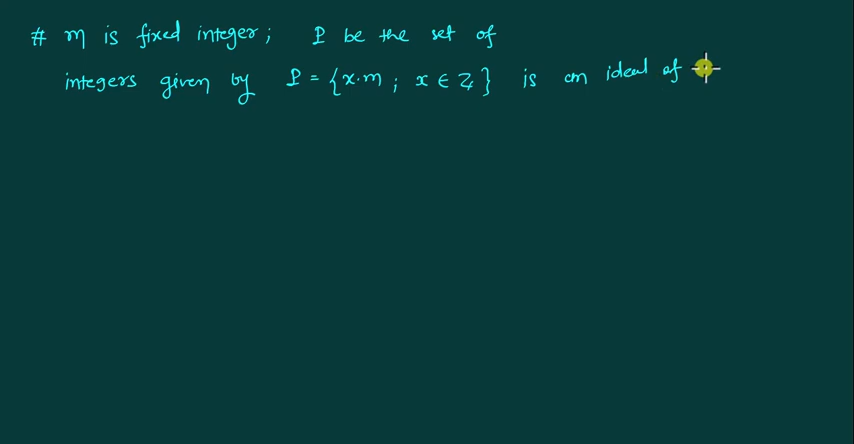 # m is fixed integer; P be the set of
integers given by P = {x.m ; x ∈ Z} is an ideal of